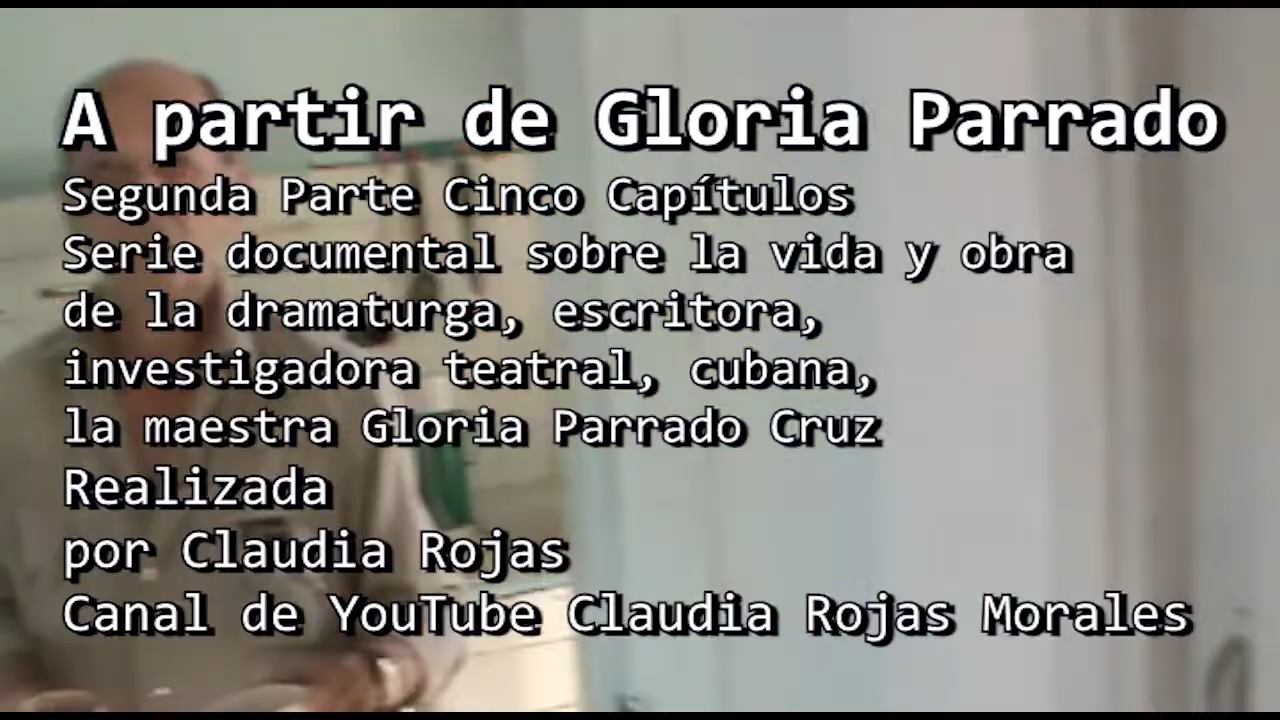 A partir de Gloria Parrado
Segunda Parte Cinco Capítulos
Serie documental sobre la vida y obra
de la dramaturga, escritora,
investigadora teatral, cubana,
la maestra Gloria Parrado Cruz
Realizada
por Claudia Rojas
Canal de YouTube Claudia Rojas Morales